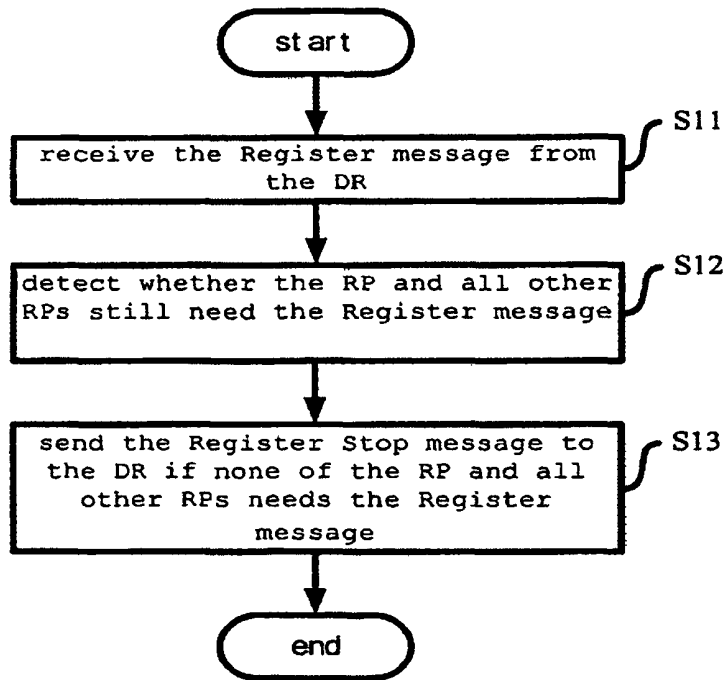 start
S11
receive the Register message from
the DR
S12
detect whether the RP and all other
RPs still need the Register message
S13
send the Register Stop message to
the DR if none of the RP and all
other RPs needs the Register
message
end